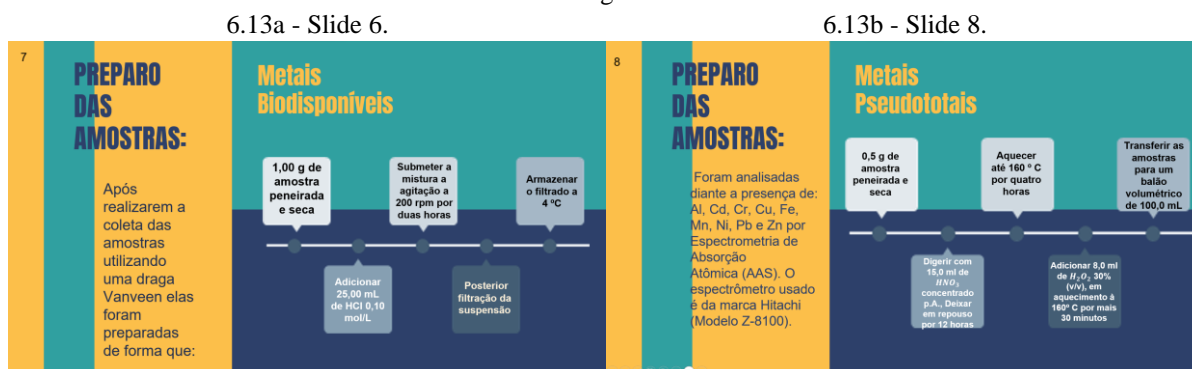 6.13a - Slide 6.
6.13b - Slide 8.
7
PREPARO
DAS
AMOSTRAS:
Após
realizarem a
coleta das
amostras
utilizando
uma draga
Vanveen elas
foram
preparadas
de forma que:
Metais
Biodisponíveis
1,00 g de
amostra
peneirada
e seca
Adicionar
25,00 mL
de HCl 0,10
mol/L
Submeter a
mistura a
agitação a
200 rpm por
duas horas
Posterior
filtração da
suspensão
Armazenar
o filtrado a
4 ºC
8
PREPARO
DAS
AMOSTRAS:
Foram analisadas
diante a presença de:
Al, Cd, Cr, Cu, Fe,
Mn, Ni, Pb e Zn por
Espectrometria de
Absorção
Atômica (AAS). O
espectrômetro usado
é da marca Hitachi
(Modelo Z-8100).
Metais
Pseudototais
0,5 g de
amostra
peneirada e
seca
Digerir com
15,0 ml de
HNO₃
concentrado
p.A., Deixar
em repouso
por 12 horas
Aquecer
até 160 º C
por quatro
horas
Adicionar 8,0 ml
de H₂O₂ 30%
(v/v), em
aquecimento à
160º C por mais
30 minutos
Transferir as
amostras
para um
balão
volumétrico
de 100,0 mL